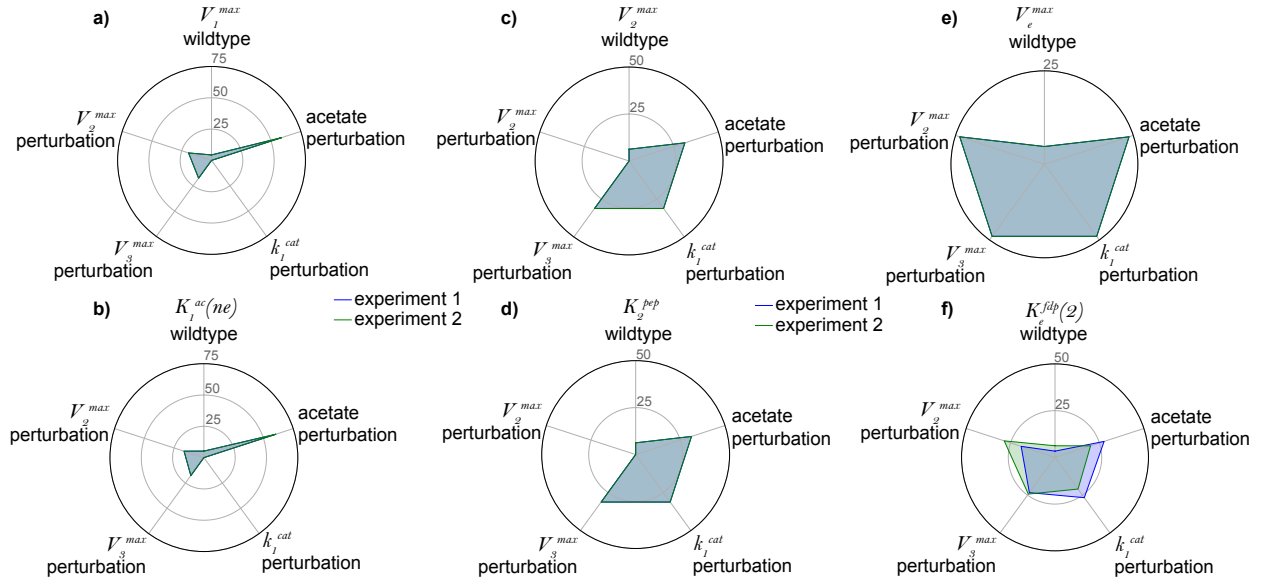 a)
V₁ᵐᵃˣ
wildtype
75
50
25
acetate
perturbation
k₁ᶜᵃᵗ
perturbation
V₃ᵐᵃˣ
perturbation
V₂ᵐᵃˣ
perturbation
c)
V₂ᵐᵃˣ
wildtype
50
25
acetate
perturbation
k₁ᶜᵃᵗ
perturbation
V₃ᵐᵃˣ
perturbation
V₂ᵐᵃˣ
perturbation
e)
Vₑᵐᵃˣ
wildtype
25
acetate
perturbation
k₁ᶜᵃᵗ
perturbation
V₃ᵐᵃˣ
perturbation
V₂ᵐᵃˣ
perturbation
b)
K₁ᵃᶜ(ne)
wildtype
75
50
25
acetate
perturbation
k₁ᶜᵃᵗ
perturbation
V₃ᵐᵃˣ
perturbation
V₂ᵐᵃˣ
perturbation
experiment 1
experiment 2
d)
K₂ᵖᵉᵖ
wildtype
50
25
acetate
perturbation
k₁ᶜᵃᵗ
perturbation
V₃ᵐᵃˣ
perturbation
V₂ᵐᵃˣ
perturbation
experiment 1
experiment 2
f)
Kₑᶠᵈᵖ(2)
wildtype
50
25
acetate
perturbation
k₁ᶜᵃᵗ
perturbation
V₃ᵐᵃˣ
perturbation
V₂ᵐᵃˣ
perturbation